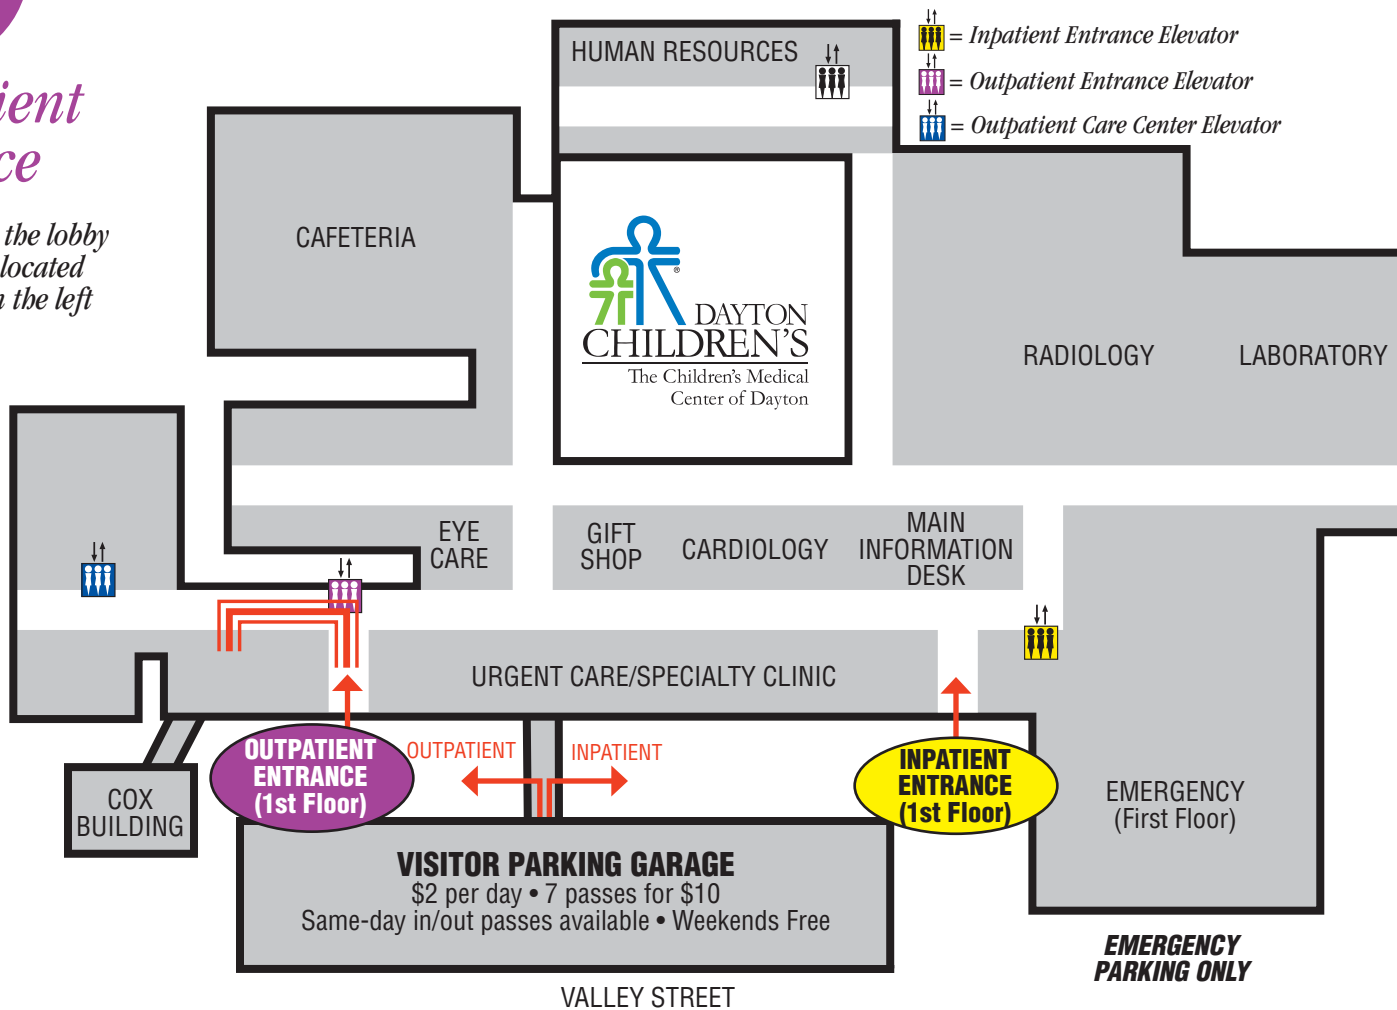 ient
ce
the lobby
located
n the left
HUMAN RESOURCES
= Inpatient Entrance Elevator
= Outpatient Entrance Elevator
= Outpatient Care Center Elevator
CAFETERIA
®
DAYTON
CHILDREN'S
The Children's Medical
Center of Dayton
RADIOLOGY
LABORATORY
EYE
CARE
GIFT
SHOP
CARDIOLOGY
MAIN
INFORMATION
DESK
URGENT CARE/SPECIALTY CLINIC
OUTPATIENT
ENTRANCE
(1st Floor)
OUTPATIENT
INPATIENT
INPATIENT
ENTRANCE
(1st Floor)
COX
BUILDING
EMERGENCY
(First Floor)
VISITOR PARKING GARAGE
$2 per day • 7 passes for $10
Same-day in/out passes available • Weekends Free
EMERGENCY
PARKING ONLY
VALLEY STREET